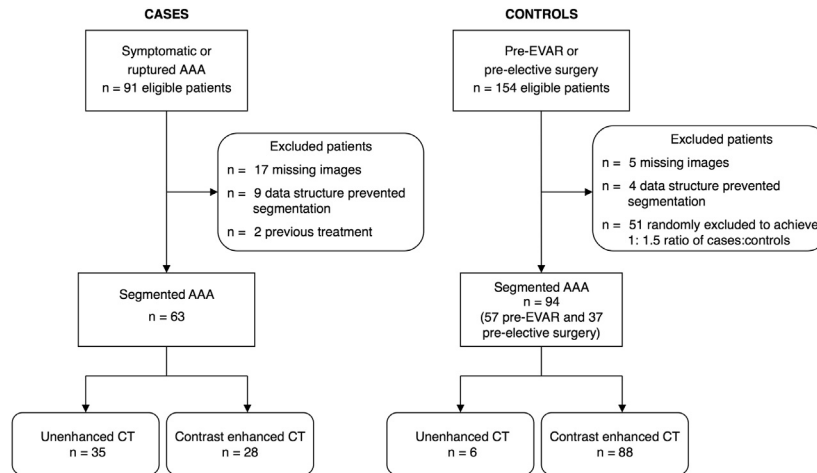 CASES
Symptomatic or
ruptured AAA
n = 91 eligible patients
Excluded patients
n = 17 missing images
n = 9 data structure prevented
segmentation
n = 2 previous treatment
Segmented AAA
n = 63
Unenhanced CT
n = 35
Contrast enhanced CT
n = 28
CONTROLS
Pre-EVAR or
pre-elective surgery
n = 154 eligible patients
Excluded patients
n = 5 missing images
n = 4 data structure prevented
segmentation
n = 51 randomly excluded to achieve
1: 1.5 ratio of cases:controls
Segmented AAA
n = 94
(57 pre-EVAR and 37
pre-elective surgery)
Unenhanced CT
n = 6
Contrast enhanced CT
n = 88